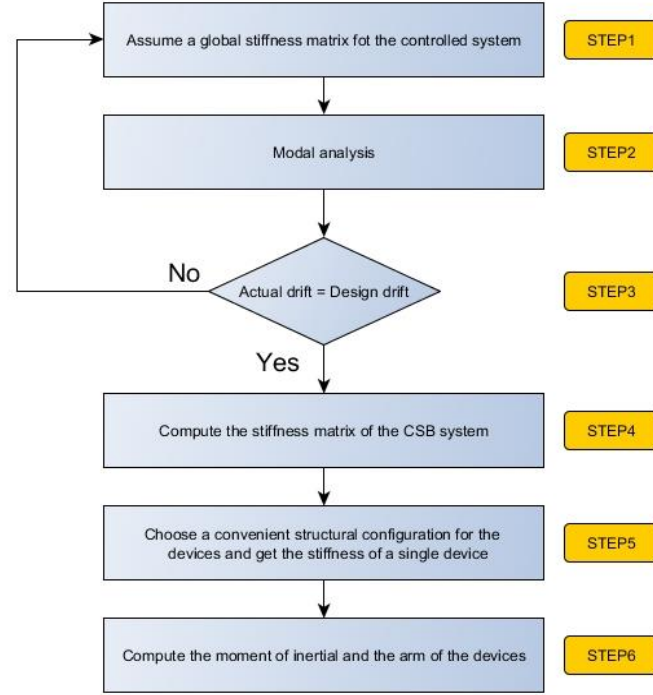 Assume a global stiffness matrix fot the controlled system
STEP1
Modal analysis
STEP2
No
Actual drift = Design drift
STEP3
Yes
Compute the stiffness matrix of the CSB system
STEP4
Choose a convenient structural configuration for the
devices and get the stiffness of a single device
STEP5
Compute the moment of inertial and the arm of the devices
STEP6